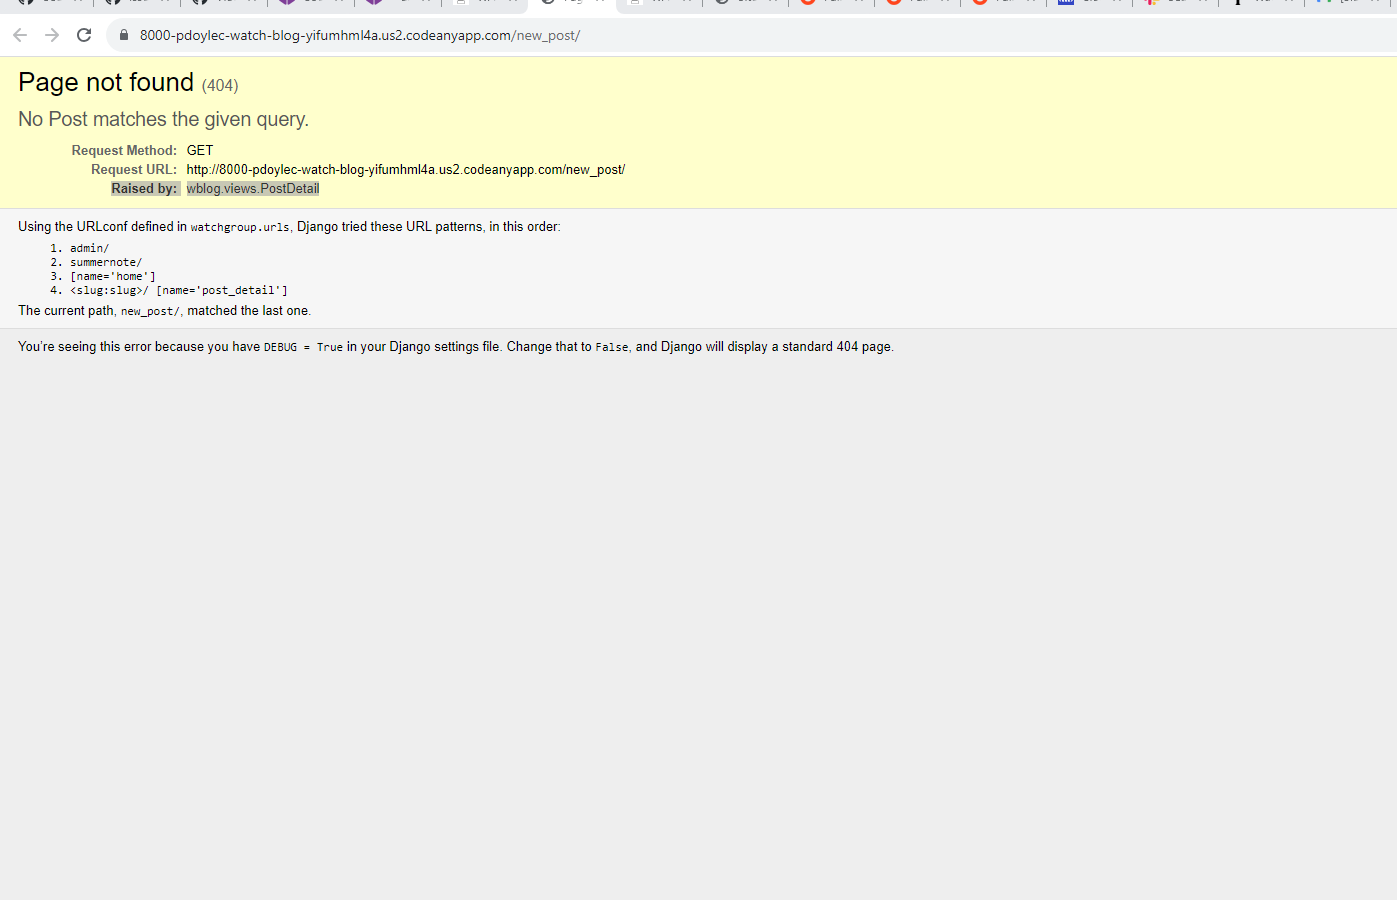 8000-pdoylec-watch-blog-yifumhml4a.us2.codeanyapp.com/new_post/
Page not found (404)
No Post matches the given query.
Request Method: GET
Request URL: http://8000-pdoylec-watch-blog-yifumhml4a.us2.codeanyapp.com/new_post/
Raised by: wblog.views.PostDetail
Using the URLconf defined in watchgroup.urls, Django tried these URL patterns, in this order:
1. admin/
2. summernote/
3. [name='home']
4. <slug:slug>/ [name='post_detail']
The current path, new_post/, matched the last one.
You're seeing this error because you have DEBUG = True in your Django settings file. Change that to False, and Django will display a standard 404 page.